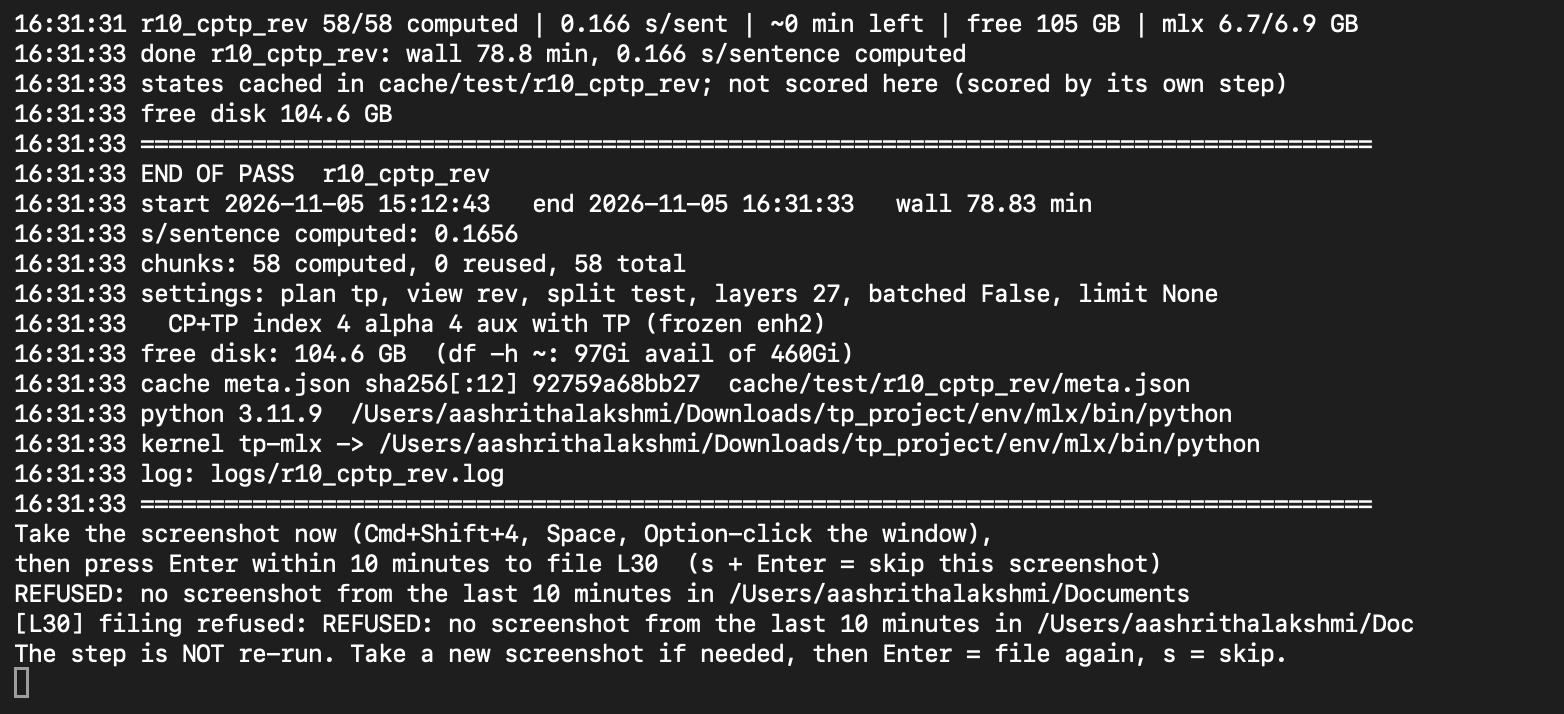 16:31:31 r10_cptp_rev 58/58 computed | 0.166 s/sent | ~0 min left | free 105 GB | mlx 6.7/6.9 GB
16:31:33 done r10_cptp_rev: wall 78.8 min, 0.166 s/sentence computed
16:31:33 states cached in cache/test/r10_cptp_rev; not scored here (scored by its own step)
16:31:33 free disk 104.6 GB
16:31:33 ========================================================================================
16:31:33 END OF PASS  r10_cptp_rev
16:31:33 start 2026-11-05 15:12:43   end 2026-11-05 16:31:33   wall 78.83 min
16:31:33 s/sentence computed: 0.1656
16:31:33 chunks: 58 computed, 0 reused, 58 total
16:31:33 settings: plan tp, view rev, split test, layers 27, batched False, limit None
16:31:33   CP+TP index 4 alpha 4 aux with TP (frozen enh2)
16:31:33 free disk: 104.6 GB  (df -h ~: 97Gi avail of 460Gi)
16:31:33 cache meta.json sha256[:12] 92759a68bb27  cache/test/r10_cptp_rev/meta.json
16:31:33 python 3.11.9  /Users/aashrithalakshmi/Downloads/tp_project/env/mlx/bin/python
16:31:33 kernel tp-mlx -> /Users/aashrithalakshmi/Downloads/tp_project/env/mlx/bin/python
16:31:33 log: logs/r10_cptp_rev.log
16:31:33 ========================================================================================
Take the screenshot now (Cmd+Shift+4, Space, Option-click the window),
then press Enter within 10 minutes to file L30  (s + Enter = skip this screenshot)
REFUSED: no screenshot from the last 10 minutes in /Users/aashrithalakshmi/Documents
[L30] filing refused: REFUSED: no screenshot from the last 10 minutes in /Users/aashrithalakshmi/Doc
The step is NOT re-run. Take a new screenshot if needed, then Enter = file again, s = skip.